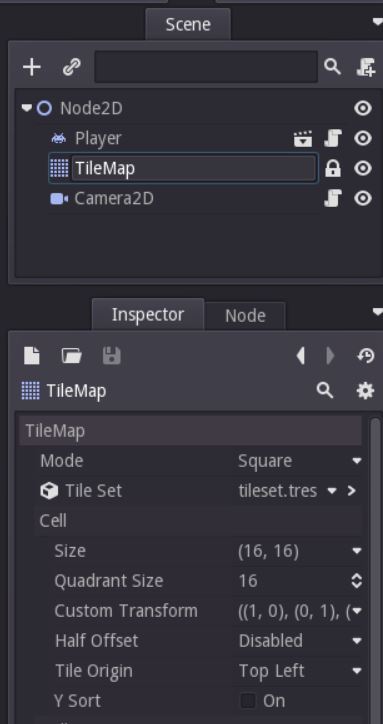 Scene
Node2D
Player
TileMap
Camera2D
Inspector Node
TileMap
TileMap
Mode Square
Tile Set tileset.tres
Cell
Size (16, 16)
Quadrant Size 16
Custom Transform ((1, 0), (0, 1), (
Half Offset Disabled
Tile Origin Top Left
Y Sort On